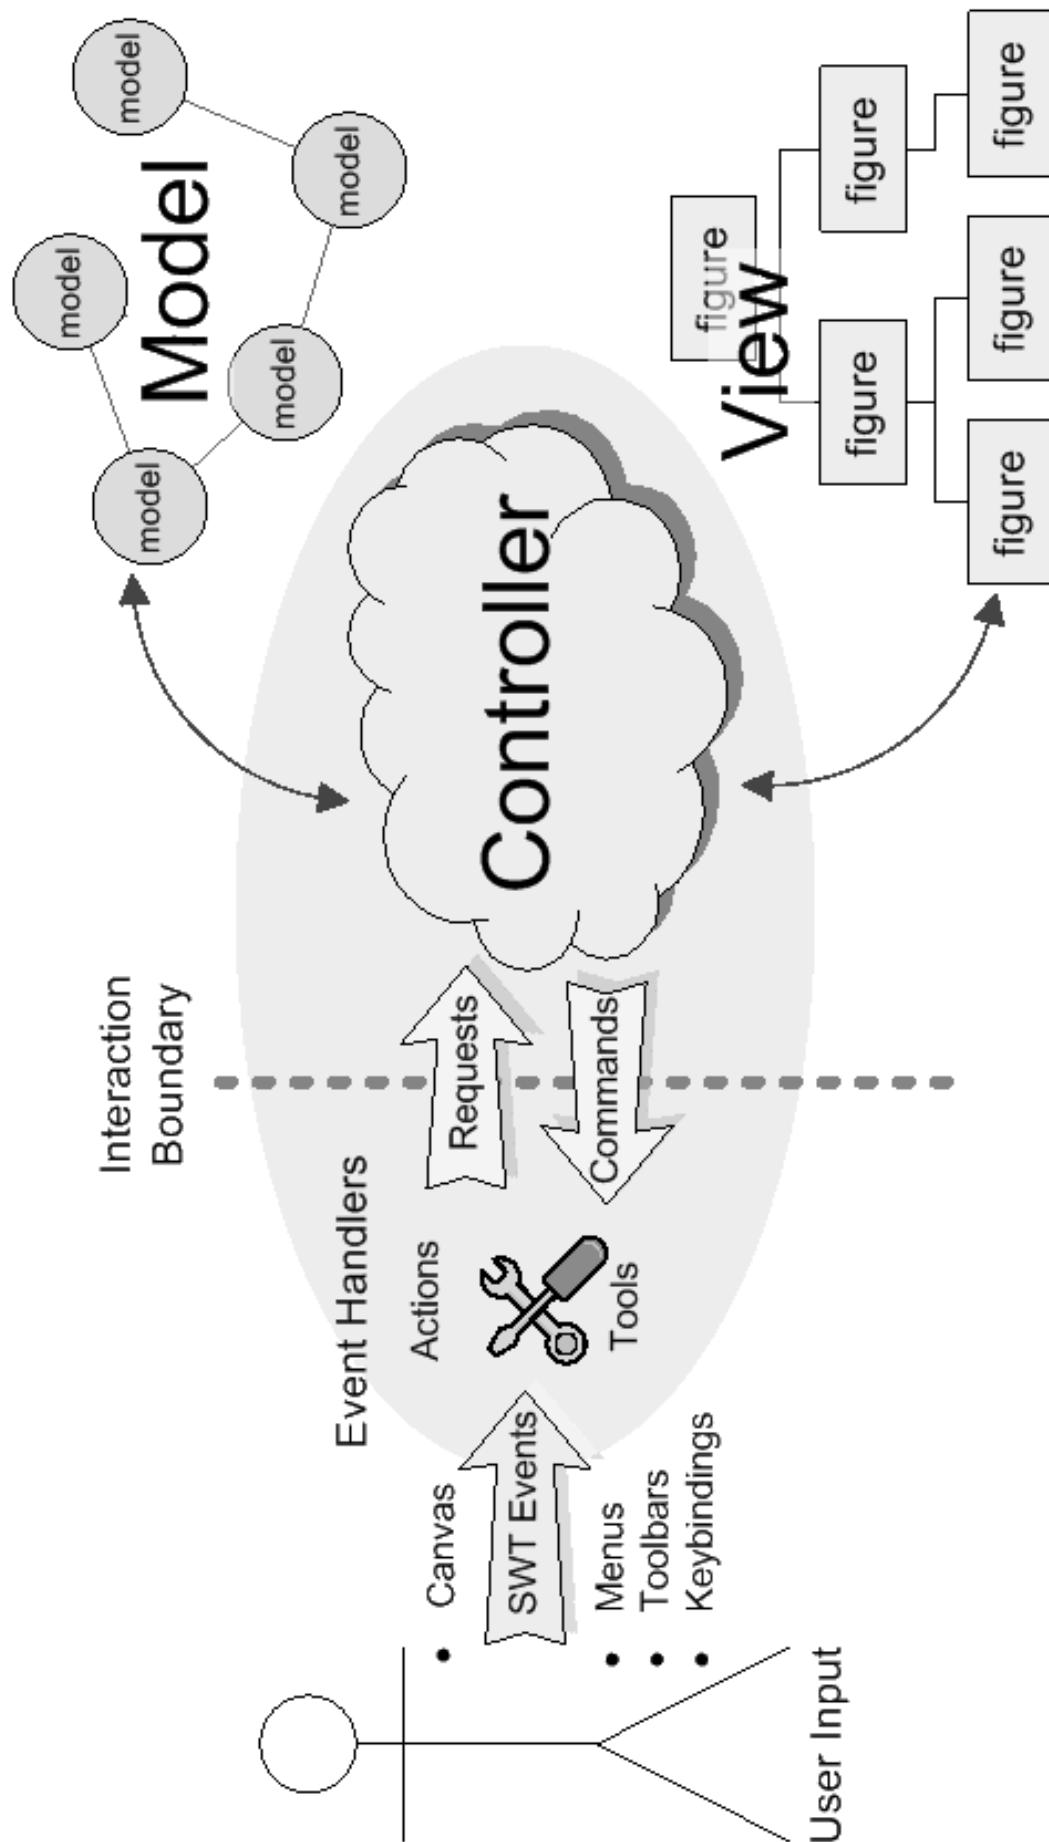 User Input
Canvas
SWT Events
Menus
Toolbars
Keybindings
Event Handlers
Actions
Tools
Interaction
Boundary
Requests
Commands
Controller
Model
model
model
model
model
model
View
figure
figure
figure
figure
figure
figure